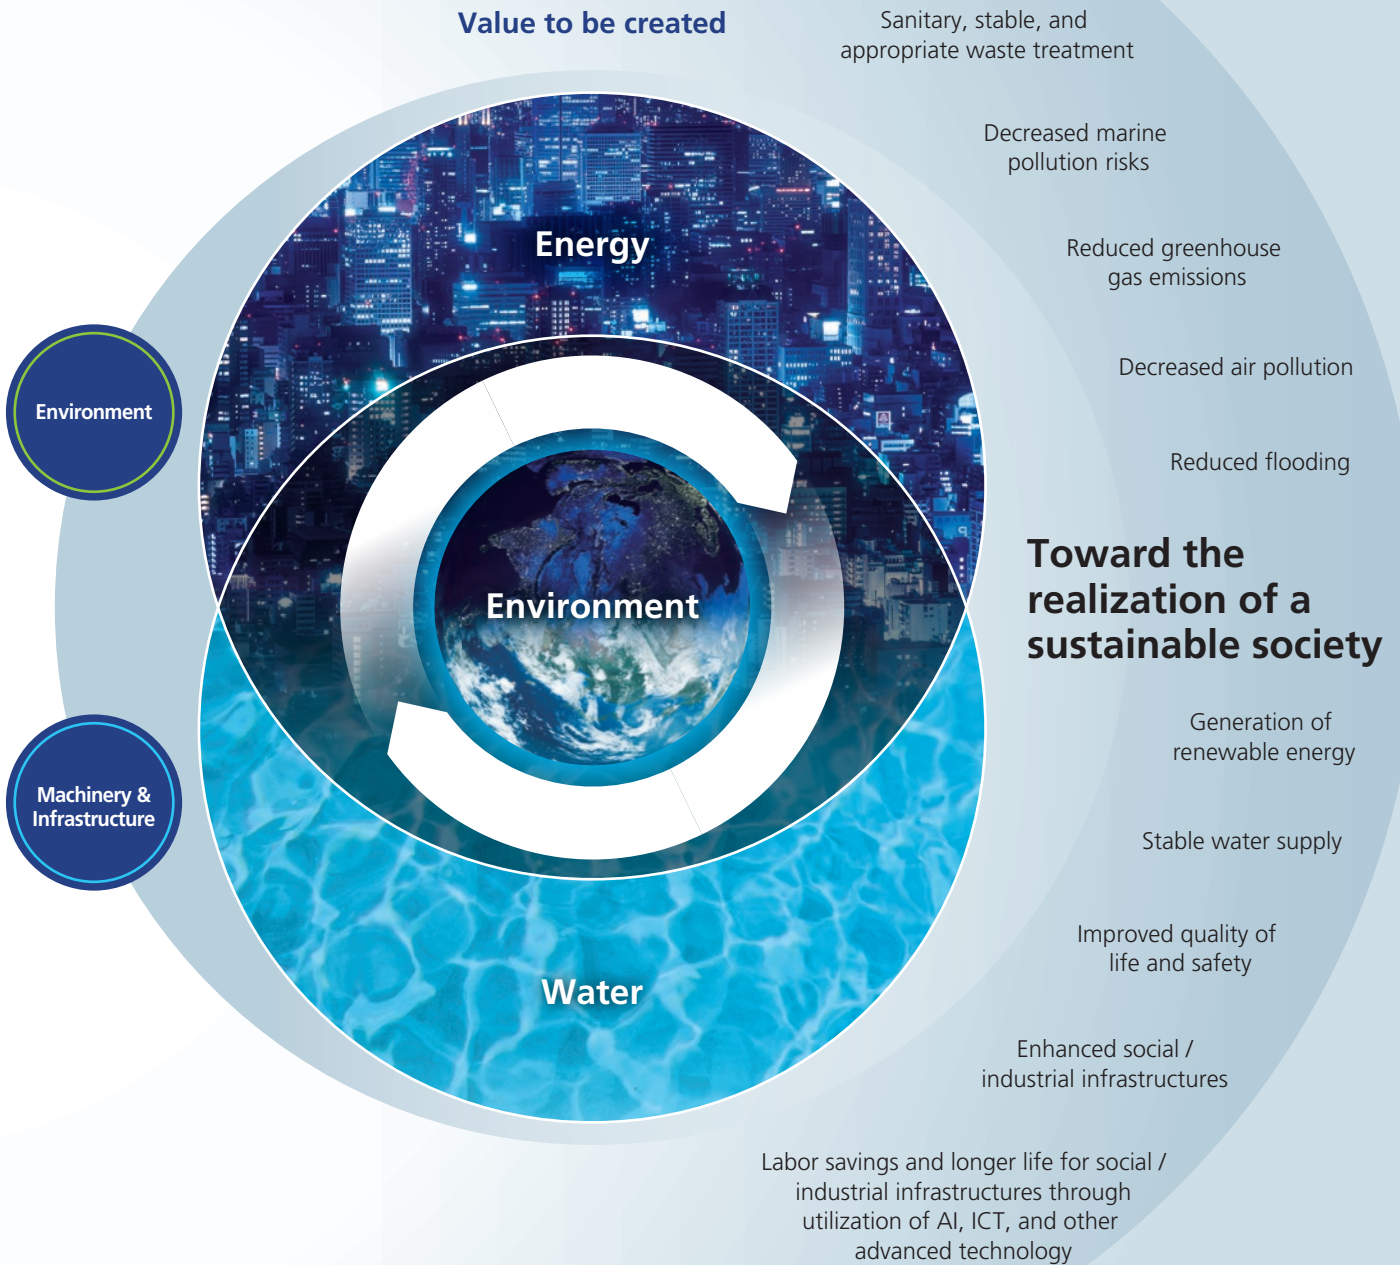 Value to be created
Sanitary, stable, and
appropriate waste treatment
Decreased marine
pollution risks
Reduced greenhouse
gas emissions
Decreased air pollution
Reduced flooding
Energy
Environment
Environment
Toward the
realization of a
sustainable society
Machinery &
Infrastructure
Generation of
renewable energy
Stable water supply
Improved quality of
life and safety
Water
Enhanced social /
industrial infrastructures
Labor savings and longer life for social /
industrial infrastructures through
utilization of AI, ICT, and other
advanced technology